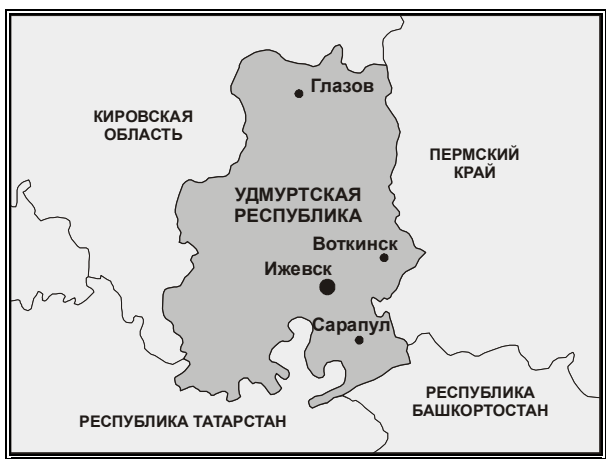 Глазов
КИРОВСКАЯ
ОБЛАСТЬ
ПЕРМСКИЙ
КРАЙ
УДМУРТСКАЯ
РЕСПУБЛИКА
Воткинск
Ижевск
Сарапул
РЕСПУБЛИКА
БАШКОРТОСТАН
РЕСПУБЛИКА ТАТАРСТАН